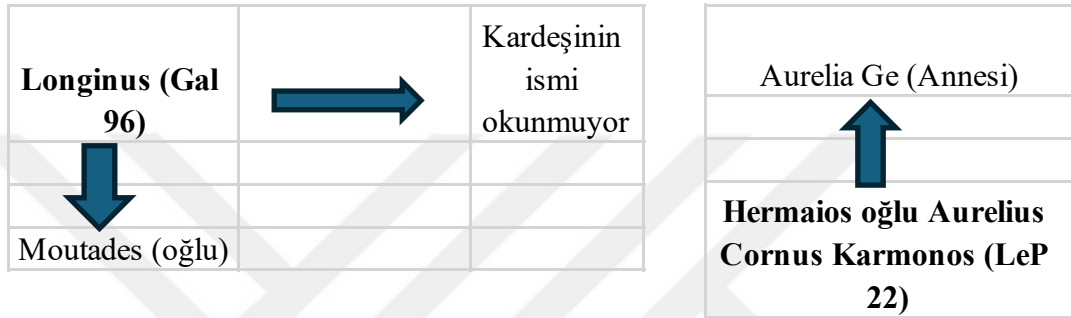 Longinus (Gal
96)
Kardeşinin
ismi
okunmuyor
Moutades (oğlu)
Aurelia Ge (Annesi)
Hermaios oğlu Aurelius
Cornus Karmonos (LeP
22)